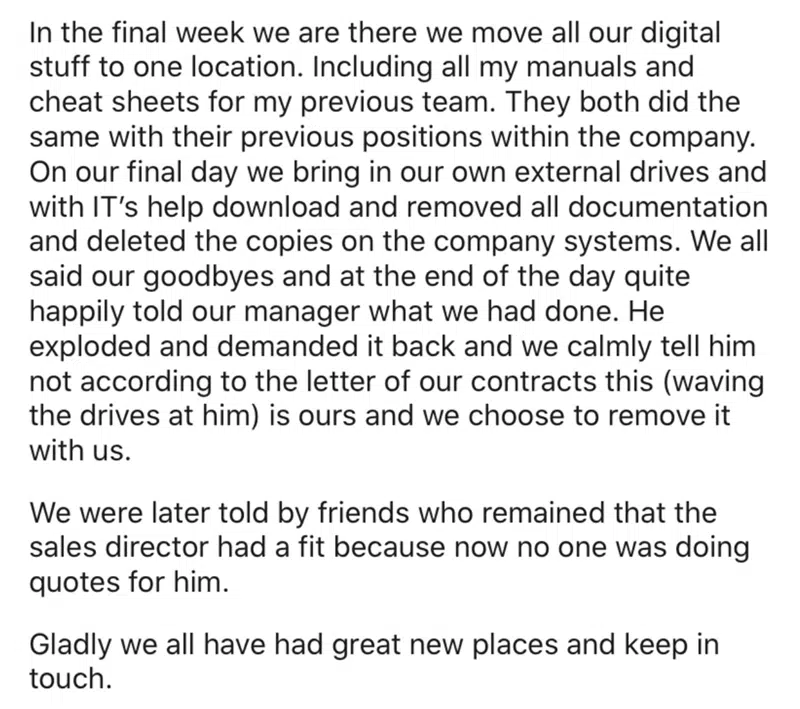 In the final week we are there we move all our digital
stuff to one location. Including all my manuals and
cheat sheets for my previous team. They both did the
same with their previous positions within the company.
On our final day we bring in our own external drives and
with IT’s help download and removed all documentation
and deleted the copies on the company systems. We all
said our goodbyes and at the end of the day quite
happily told our manager what we had done. He
exploded and demanded it back and we calmly tell him
not according to the letter of our contracts this (waving
the drives at him) is ours and we choose to remove it
with us.
We were later told by friends who remained that the
sales director had a fit because now no one was doing
quotes for him.
Gladly we all have had great new places and keep in
touch.